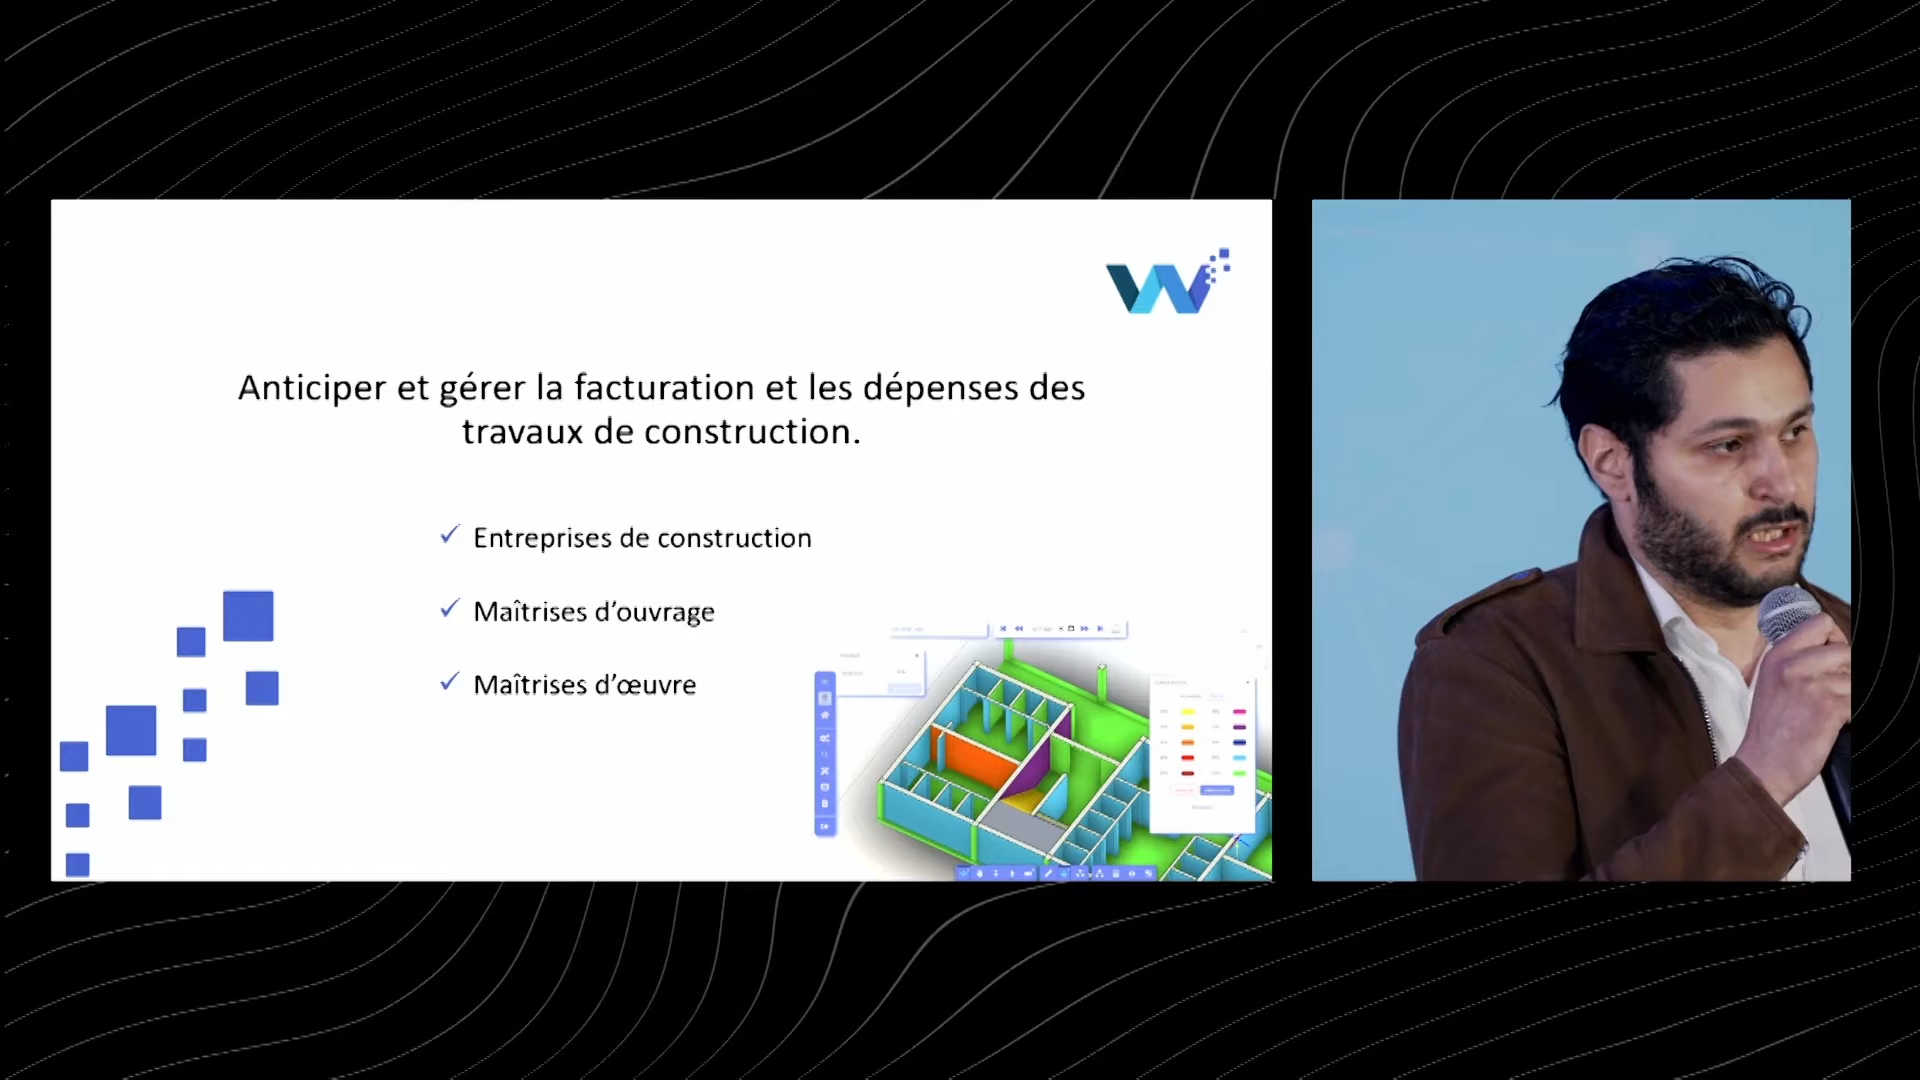 Anticiper et gérer la facturation et les dépenses des
travaux de construction.
✓ Entreprises de construction
✓ Maîtrises d’ouvrage
✓ Maîtrises d’œuvre